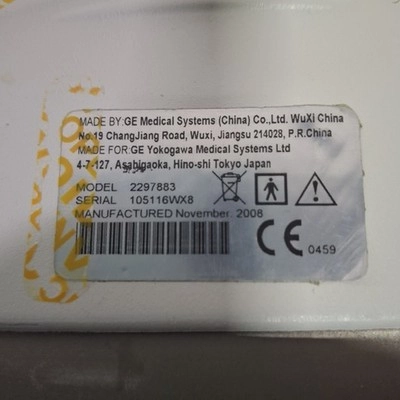 MADE BY:GE Medical Systems (China) Co.,Ltd. WuXi China
No.19 ChangJiang Road, Wuxi, Jiangsu 214028, P.R.China
MADE FOR:GE Yokogawa Medical Systems Ltd
4-7-127, Asahigaoka, Hino-shi Tokyo Japan
MODEL 2297883
SERIAL 105116WX8
MANUFACTURED November. 2008
CE 0459